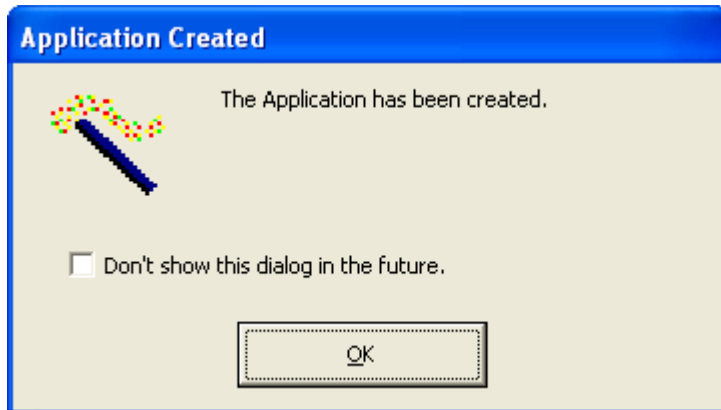 Application Created
The Application has been created.
Don't show this dialog in the future.
OK